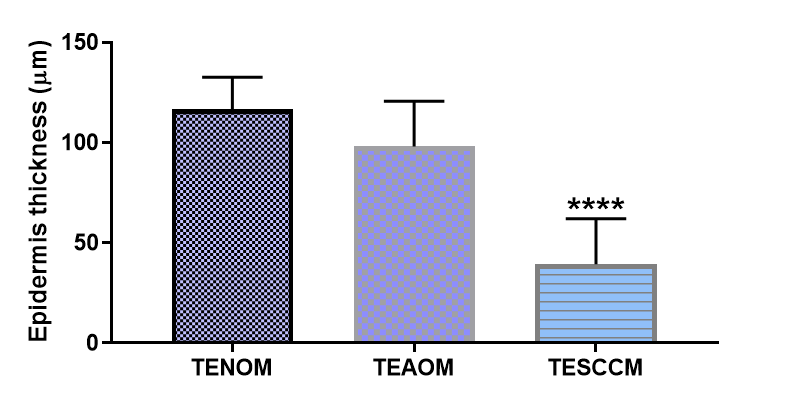 Epidermis thickness (μm)
150
100
50
0
****
TENOM TEAOM TESCCM